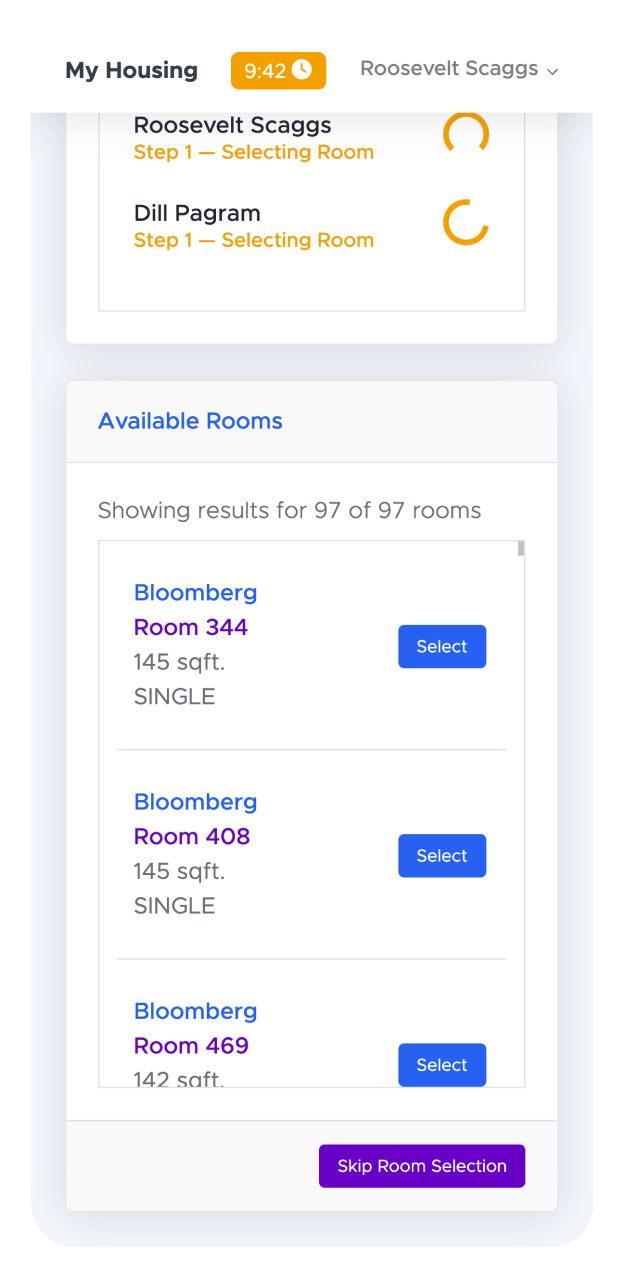 My Housing 9:42 Roosevelt Scaggs
Roosevelt Scaggs
Step 1 — Selecting Room
Dill Pagram
Step 1 — Selecting Room
Available Rooms
Showing results for 97 of 97 rooms
Bloomberg
Room 344
145 sqft.
SINGLE
Select
Bloomberg
Room 408
145 sqft.
SINGLE
Select
Bloomberg
Room 469
142 sqft.
Select
Skip Room Selection